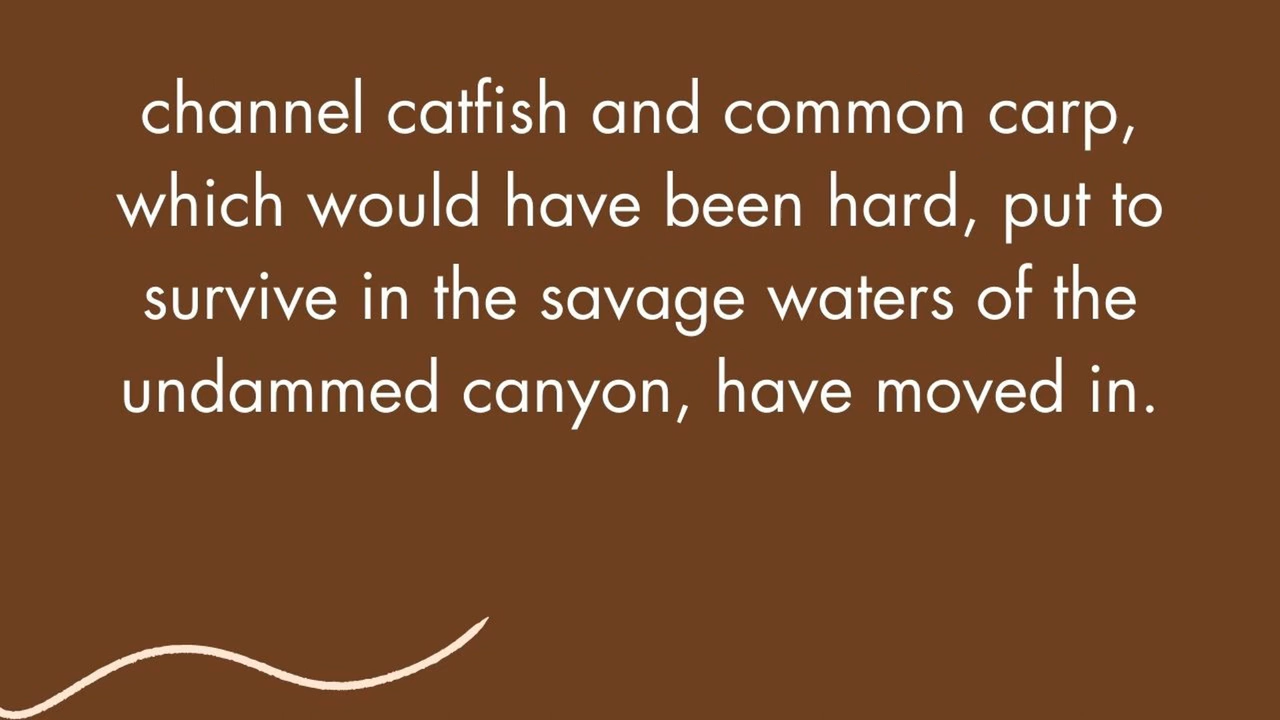 channel catfish and common carp,
which would have been hard, put to
survive in the savage waters of the
undammed canyon, have moved in.